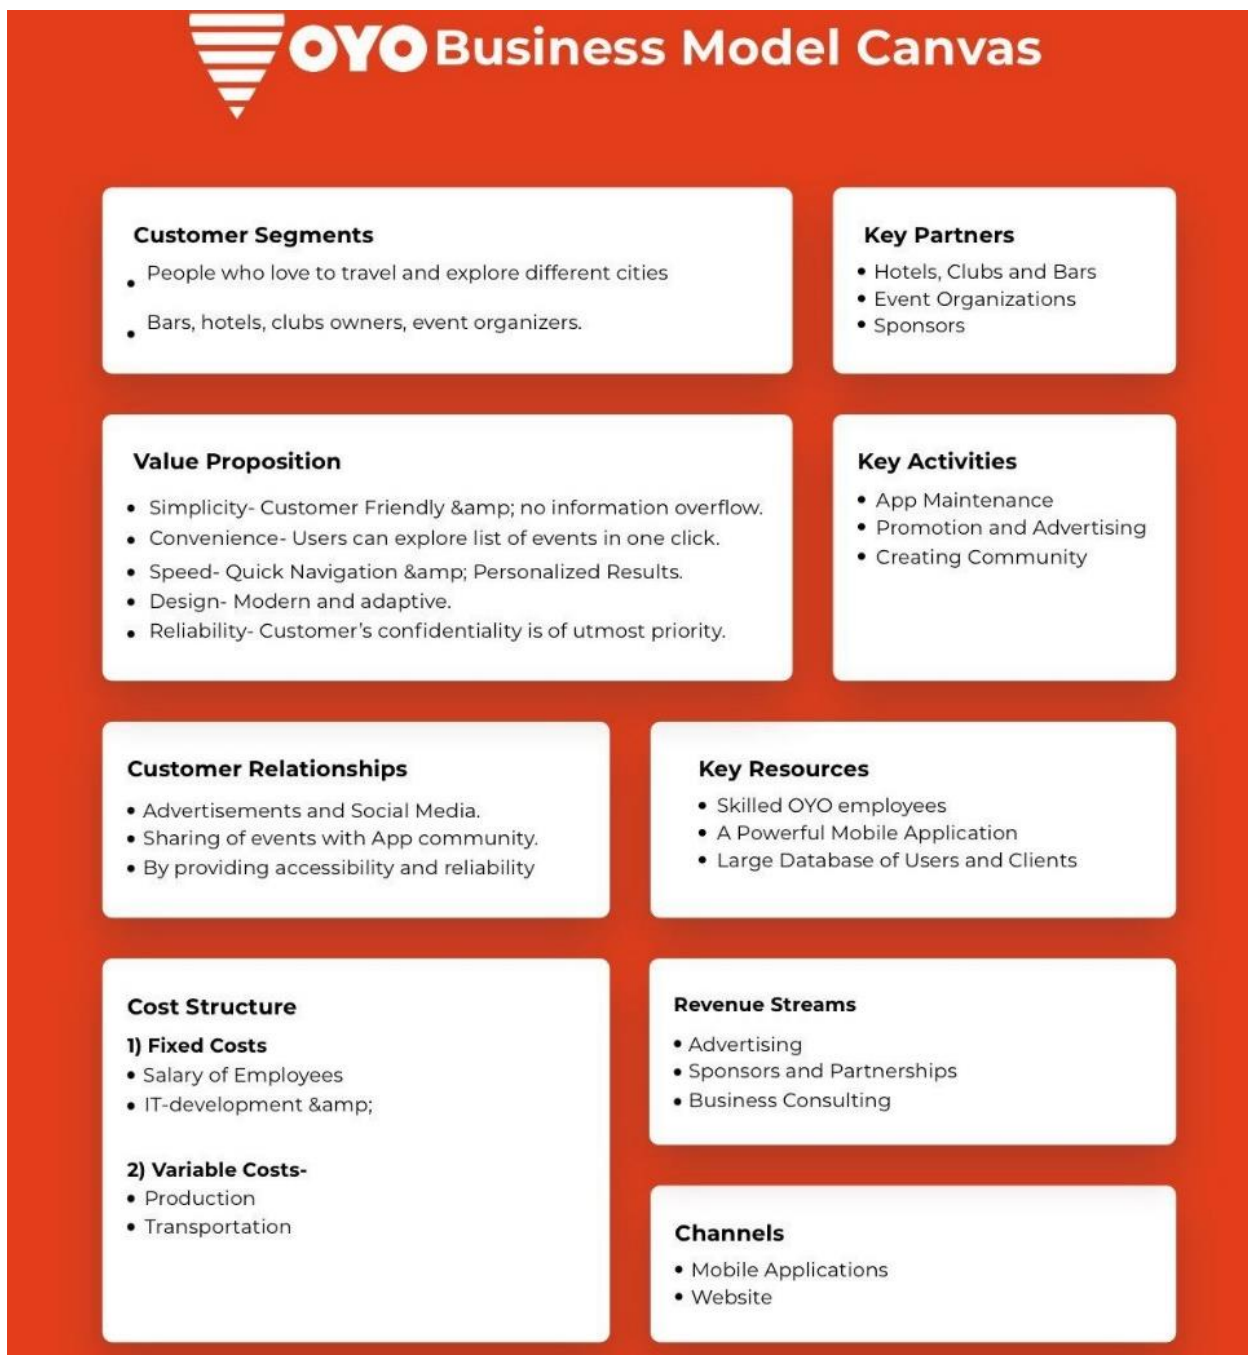 OYO Business Model Canvas
Customer Segments
• People who love to travel and explore different cities
• Bars, hotels, clubs owners, event organizers.
Key Partners
• Hotels, Clubs and Bars
• Event Organizations
• Sponsors
Value Proposition
• Simplicity- Customer Friendly &amp; no information overflow.
• Convenience- Users can explore list of events in one click.
• Speed- Quick Navigation &amp; Personalized Results.
• Design- Modern and adaptive.
• Reliability- Customer’s confidentiality is of utmost priority.
Key Activities
• App Maintenance
• Promotion and Advertising
• Creating Community
Customer Relationships
• Advertisements and Social Media.
• Sharing of events with App community.
• By providing accessibility and reliability
Key Resources
• Skilled OYO employees
• A Powerful Mobile Application
• Large Database of Users and Clients
Cost Structure
1) Fixed Costs
• Salary of Employees
• IT-development &amp;
2) Variable Costs-
• Production
• Transportation
Revenue Streams
• Advertising
• Sponsors and Partnerships
• Business Consulting
Channels
• Mobile Applications
• Website